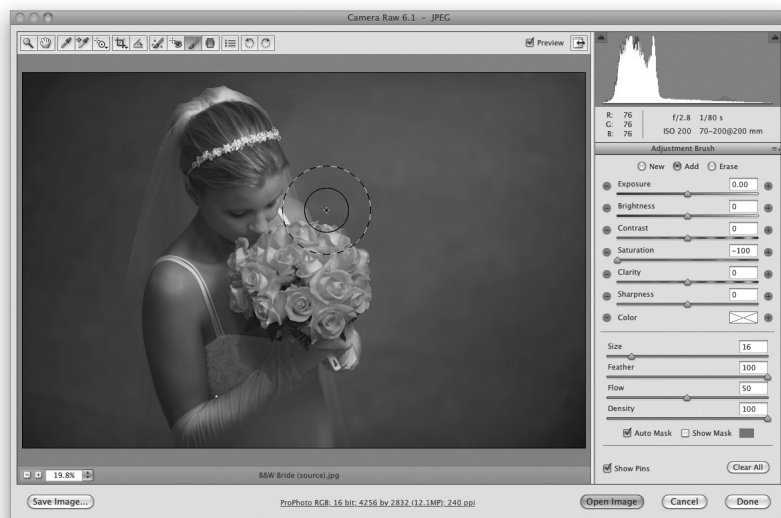 Camera Raw 6.1 – JPEG
Preview
R: 76
G: 76
B: 76
f/2.8 1/80 s
ISO 200 70–200@200 mm
Adjustment Brush
New Add Erase
Exposure 0.00
Brightness 0
Contrast 0
Saturation –100
Clarity 0
Sharpness 0
Color
Size 16
Feather 100
Flow 50
Density 100
Auto Mask Show Mask
Show Pins Clear All
19.8% B&W Bride (source).jpg
Save Image... ProPhoto RGB; 16 bit; 4256 by 2832 (12.1MP); 240 ppi Open Image Cancel Done